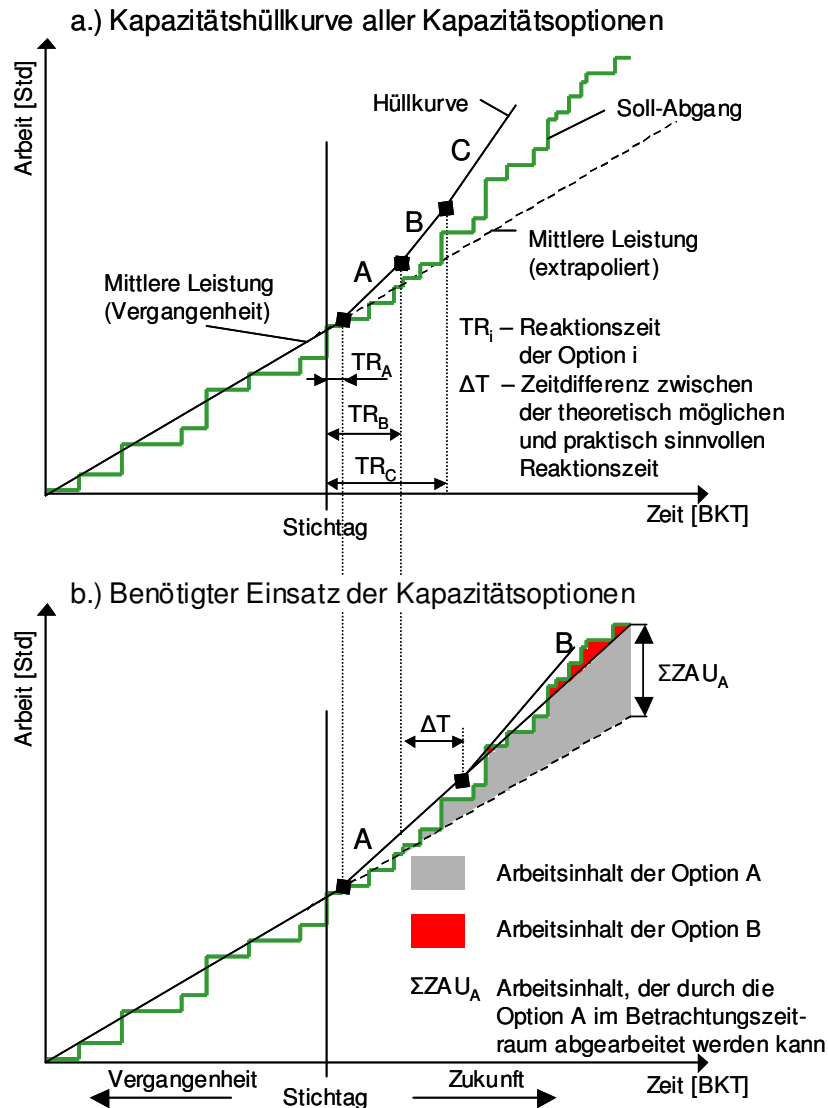 a.) Kapazitätshüllkurve aller Kapazitätsoptionen
Arbeit [Std]
Hüllkurve
Soll-Abgang
C
B
A
Mittlere Leistung
(Vergangenheit)
Mittlere Leistung
(extrapoliert)
TR_A
TR_B
TR_C
TR_i – Reaktionszeit
der Option i
ΔT – Zeitdifferenz zwischen
der theoretisch möglichen
und praktisch sinnvollen
Reaktionszeit
Stichtag
Zeit [BKT]
b.) Benötigter Einsatz der Kapazitätsoptionen
Arbeit [Std]
B
ΣZAU_A
ΔT
A
Arbeitsinhalt der Option A
Arbeitsinhalt der Option B
ΣZAU_A Arbeitsinhalt, der durch die
Option A im Betrachtungszeit-
raum abgearbeitet werden kann
Vergangenheit
Stichtag
Zukunft
Zeit [BKT]